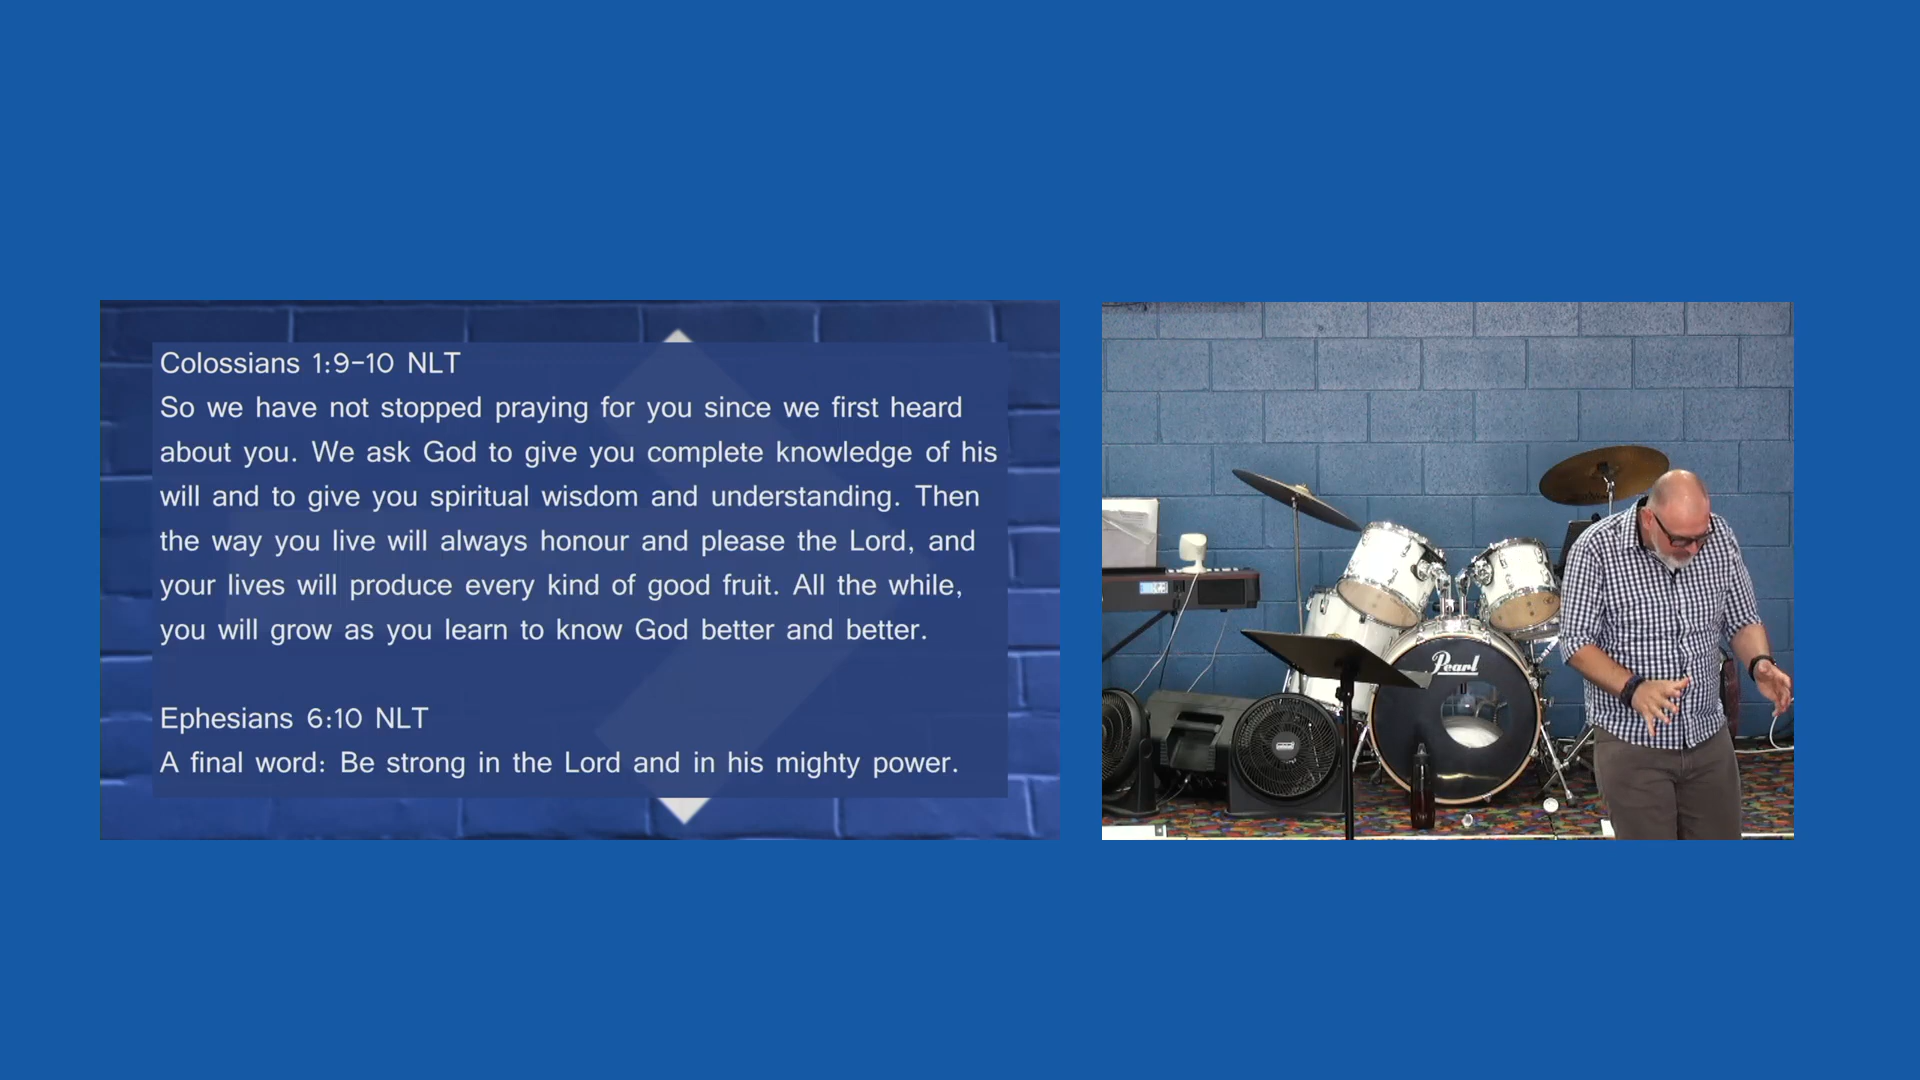 Colossians 1:9-10 NLT
So we have not stopped praying for you since we first heard
about you. We ask God to give you complete knowledge of his
will and to give you spiritual wisdom and understanding. Then
the way you live will always honour and please the Lord, and
your lives will produce every kind of good fruit. All the while,
you will grow as you learn to know God better and better.
Ephesians 6:10 NLT
A final word: Be strong in the Lord and in his mighty power.
Pearl